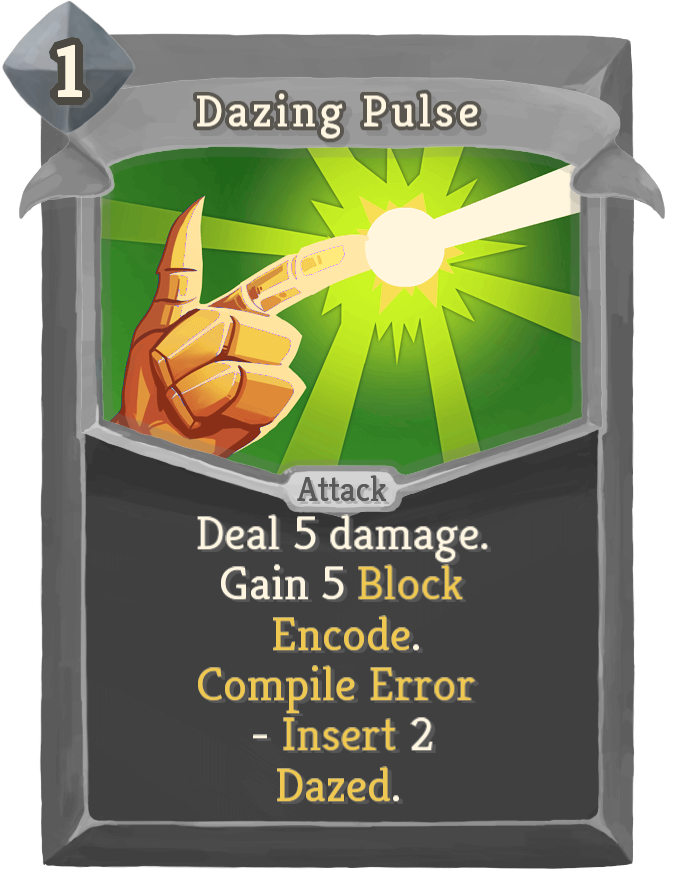 1
Dazing Pulse
Attack
Deal 5 damage.
Gain 5 Block
Encode.
Compile Error
- Insert 2
Dazed.